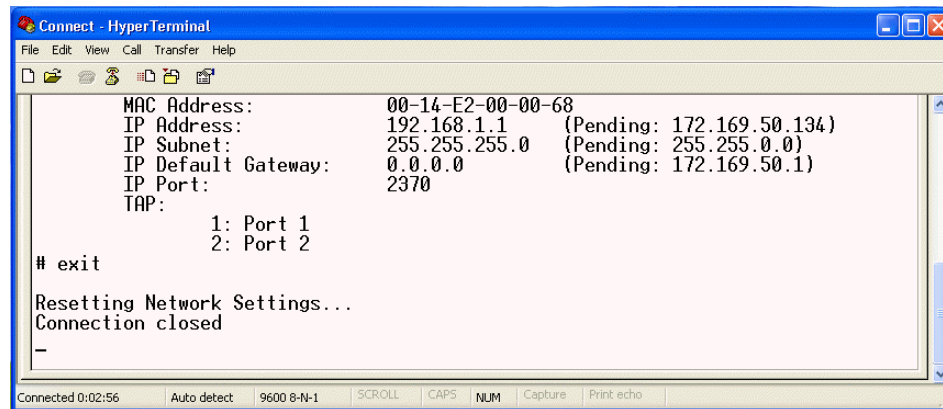 Connect - HyperTerminal
File Edit View Call Transfer Help
MAC Address: 00-14-E2-00-00-68
IP Address: 192.168.1.1 (Pending: 172.169.50.134)
IP Subnet: 255.255.255.0 (Pending: 255.255.0.0)
IP Default Gateway: 0.0.0.0 (Pending: 172.169.50.1)
IP Port: 2370
TAP:
1: Port 1
2: Port 2
# exit
Resetting Network Settings...
Connection closed
_
Connected 0:02:56 Auto detect 9600 8-N-1 SCROLL CAPS NUM Capture Print echo